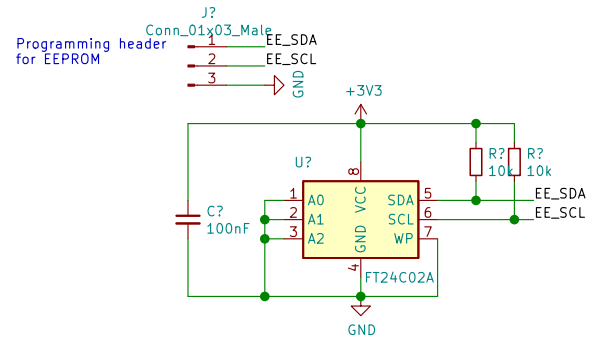 J?
Conn_01x03_Male
Programming header
for EEPROM
1
EE_SDA
2
EE_SCL
3
GND
+3V3
U?
8
VCC
R?
10k
R?
10k
C?
100nF
1
A0
2
A1
3
A2
SDA
5
EE_SDA
SCL
6
EE_SCL
WP
7
GND
4
FT24C02A
GND